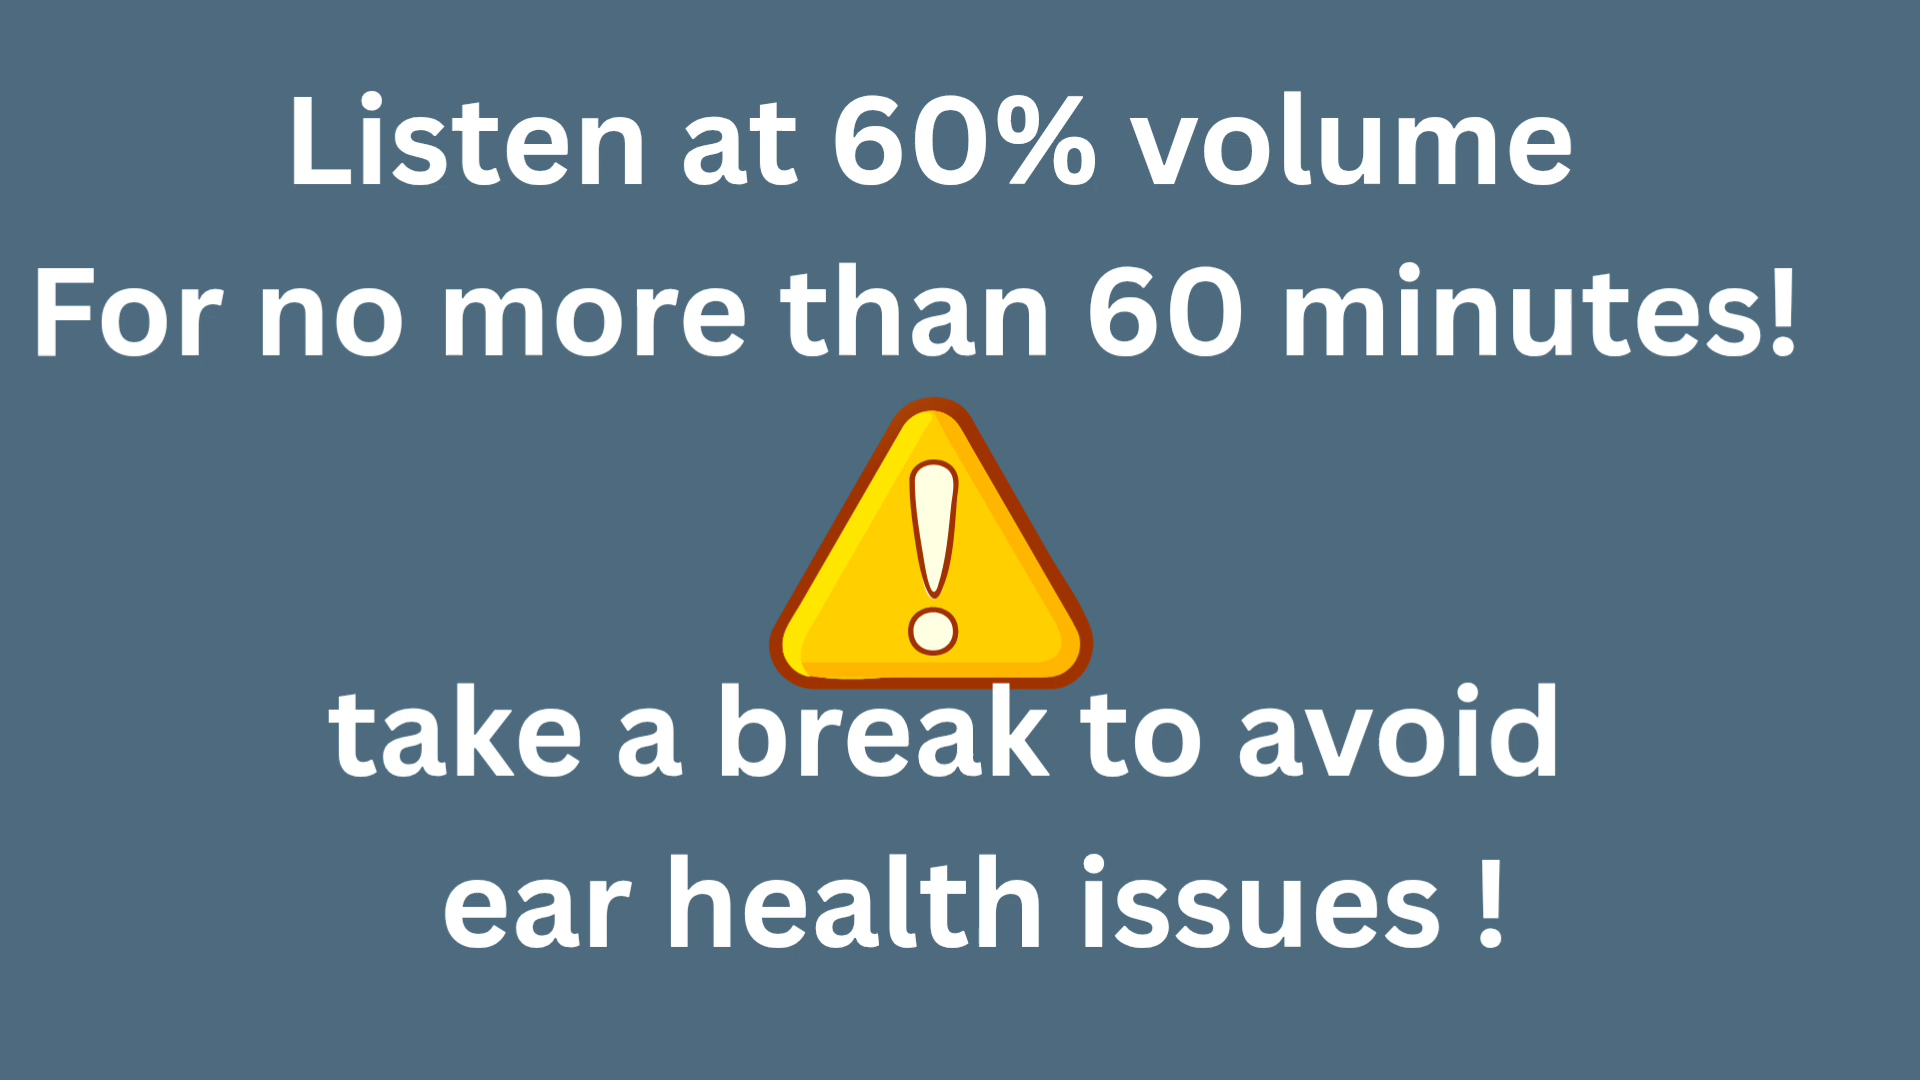 Listen at 60% volume
For no more than 60 minutes!
take a break to avoid
ear health issues !